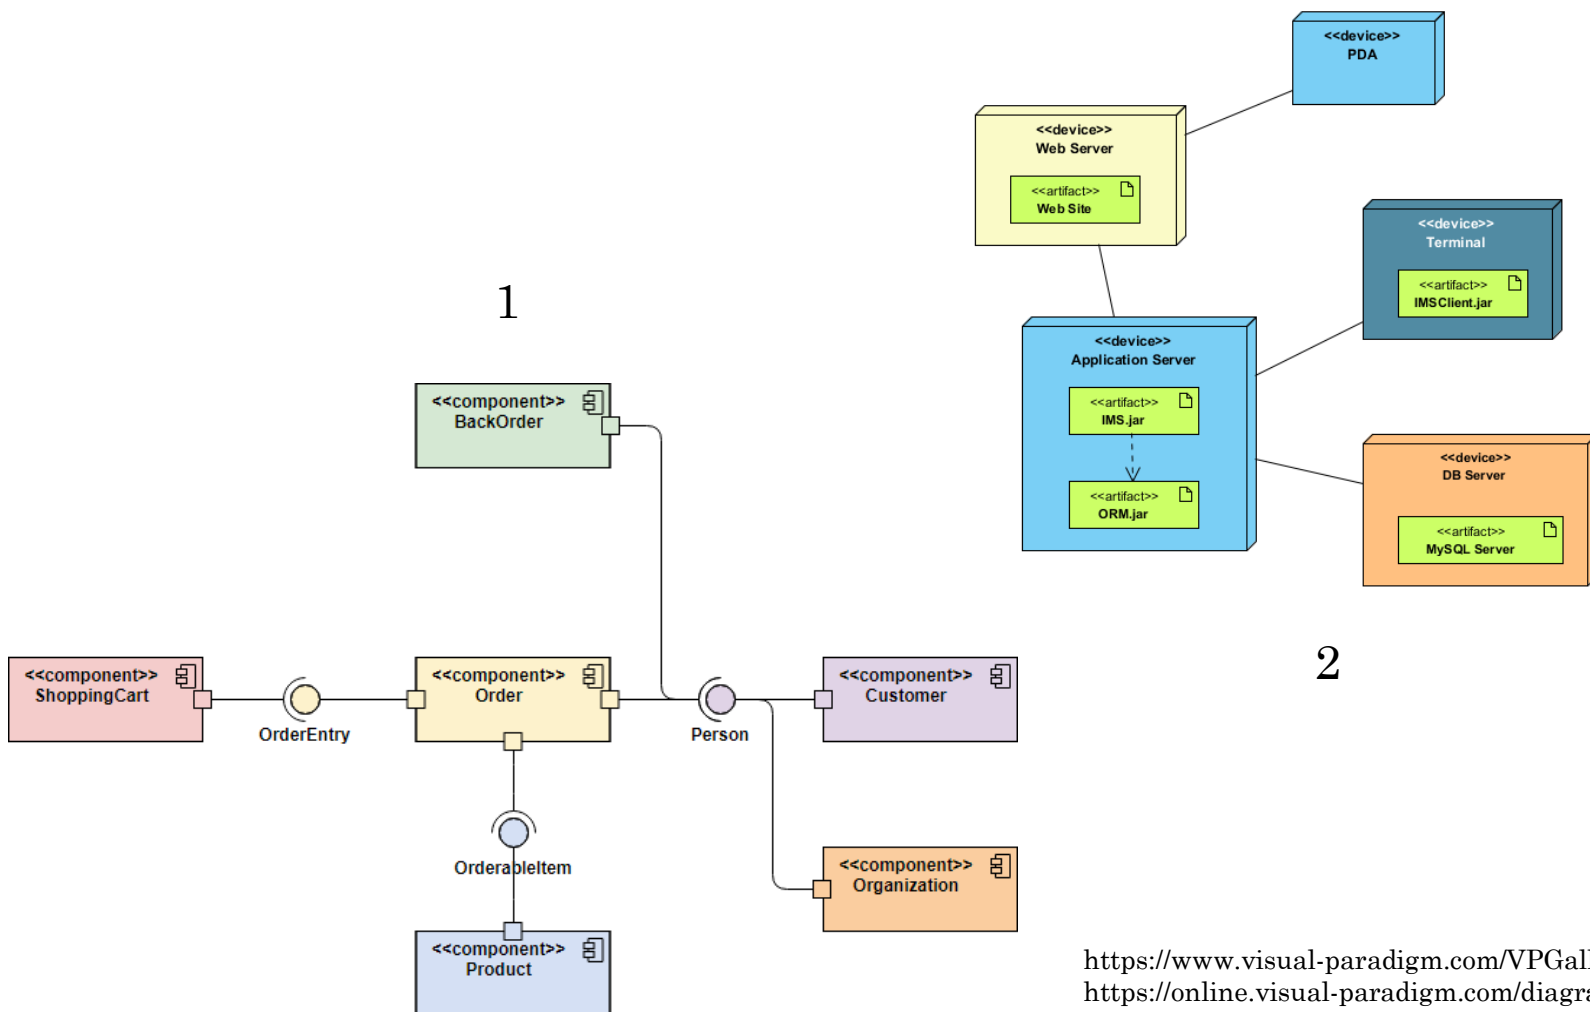 <<device>>
PDA
<<device>>
Web Server
<<artifact>>
Web Site
<<device>>
Terminal
<<artifact>>
IMSClient.jar
1
<<device>>
Application Server
<<artifact>>
IMS.jar
<<artifact>>
ORM.jar
<<component>>
BackOrder
<<device>>
DB Server
<<artifact>>
MySQL Server
2
<<component>>
ShoppingCart
OrderEntry
<<component>>
Order
Person
<<component>>
Customer
OrderableItem
<<component>>
Organization
<<component>>
Product
https://www.visual-paradigm.com/VPGal
https://online.visual-paradigm.com/diagra